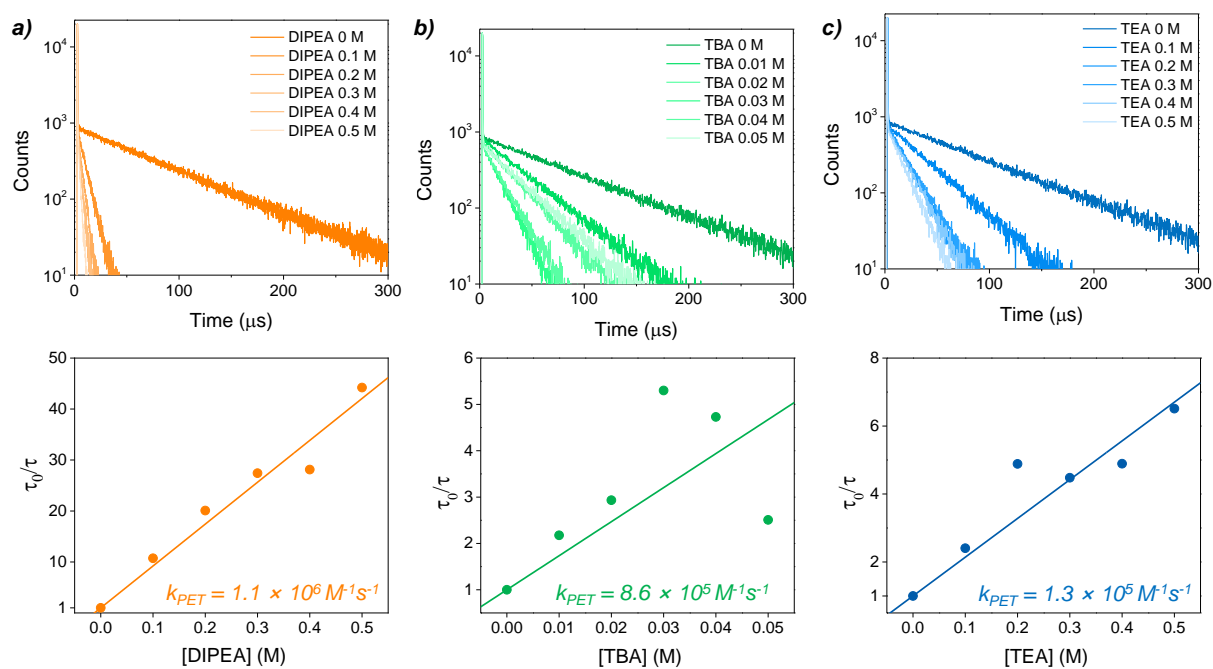 a)
DIPEA 0 M
DIPEA 0.1 M
DIPEA 0.2 M
DIPEA 0.3 M
DIPEA 0.4 M
DIPEA 0.5 M
10⁴
10³
10²
10¹
Counts
0 100 200 300
Time (μs)
b)
TBA 0 M
TBA 0.01 M
TBA 0.02 M
TBA 0.03 M
TBA 0.04 M
TBA 0.05 M
10⁴
10³
10²
10¹
Counts
0 100 200 300
Time (μs)
c)
TEA 0 M
TEA 0.1 M
TEA 0.2 M
TEA 0.3 M
TEA 0.4 M
TEA 0.5 M
10⁴
10³
10²
10¹
Counts
0 100 200 300
Time (μs)
50
40
30
20
10
1
τ₀/τ
k_PET = 1.1 × 10⁶ M⁻¹s⁻¹
0.0 0.1 0.2 0.3 0.4 0.5
[DIPEA] (M)
6
5
4
3
2
1
τ₀/τ
k_PET = 8.6 × 10⁵ M⁻¹s⁻¹
0.00 0.01 0.02 0.03 0.04 0.05
[TBA] (M)
8
6
4
2
1
τ₀/τ
k_PET = 1.3 × 10⁵ M⁻¹s⁻¹
0.0 0.1 0.2 0.3 0.4 0.5
[TEA] (M)